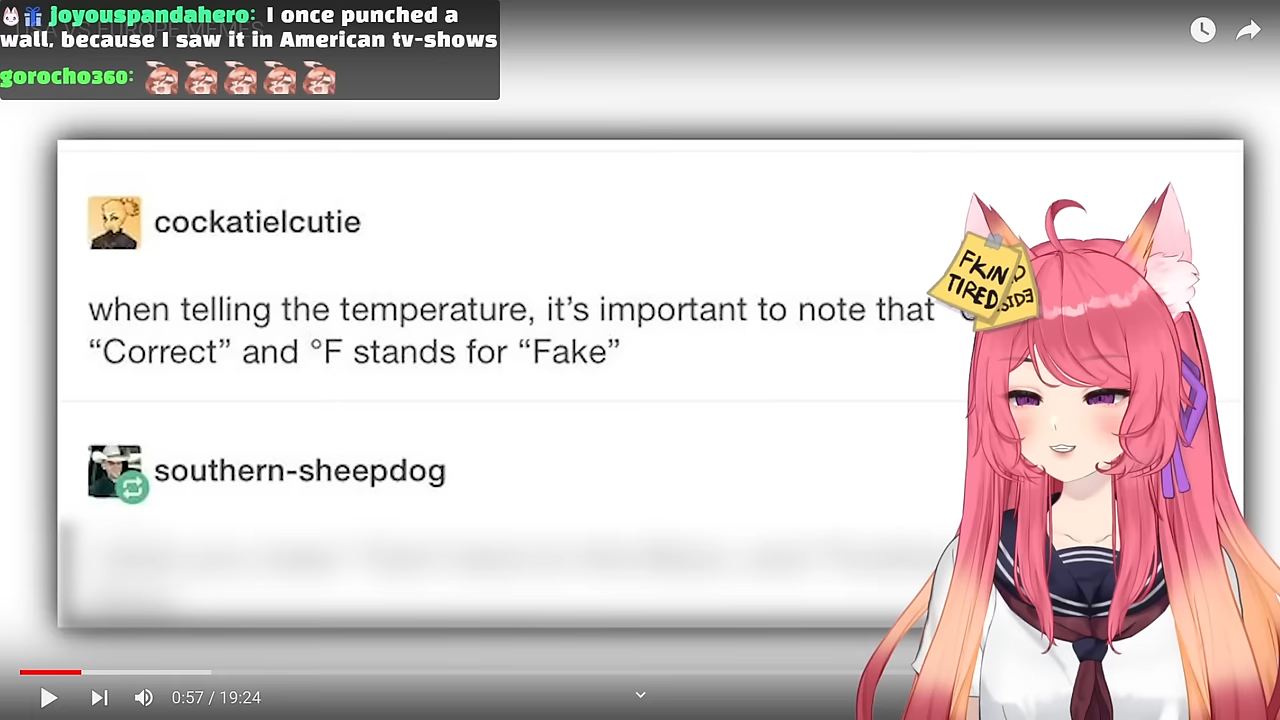 joyouspandahero: I once punched a
wall, because I saw it in American tv-shows
gorocho360:
cockatielcutie
when telling the temperature, it's important to note that
“Correct” and °F stands for “Fake”
FKIN
TIRED
southern-sheepdog
0:57 / 19:24